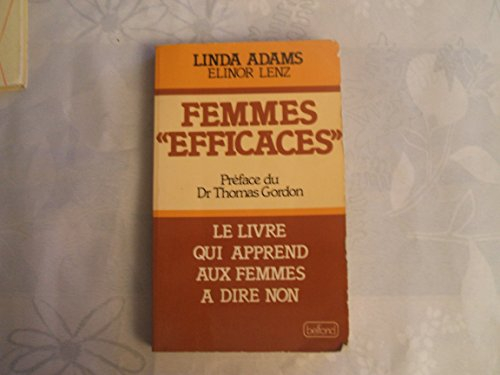 LINDA ADAMS
ELINOR LENZ
FEMMES
«EFFICACES»
Préface du
Dr Thomas Gordon
LE LIVRE
QUI APPREND
AUX FEMMES
A DIRE NON
belfond